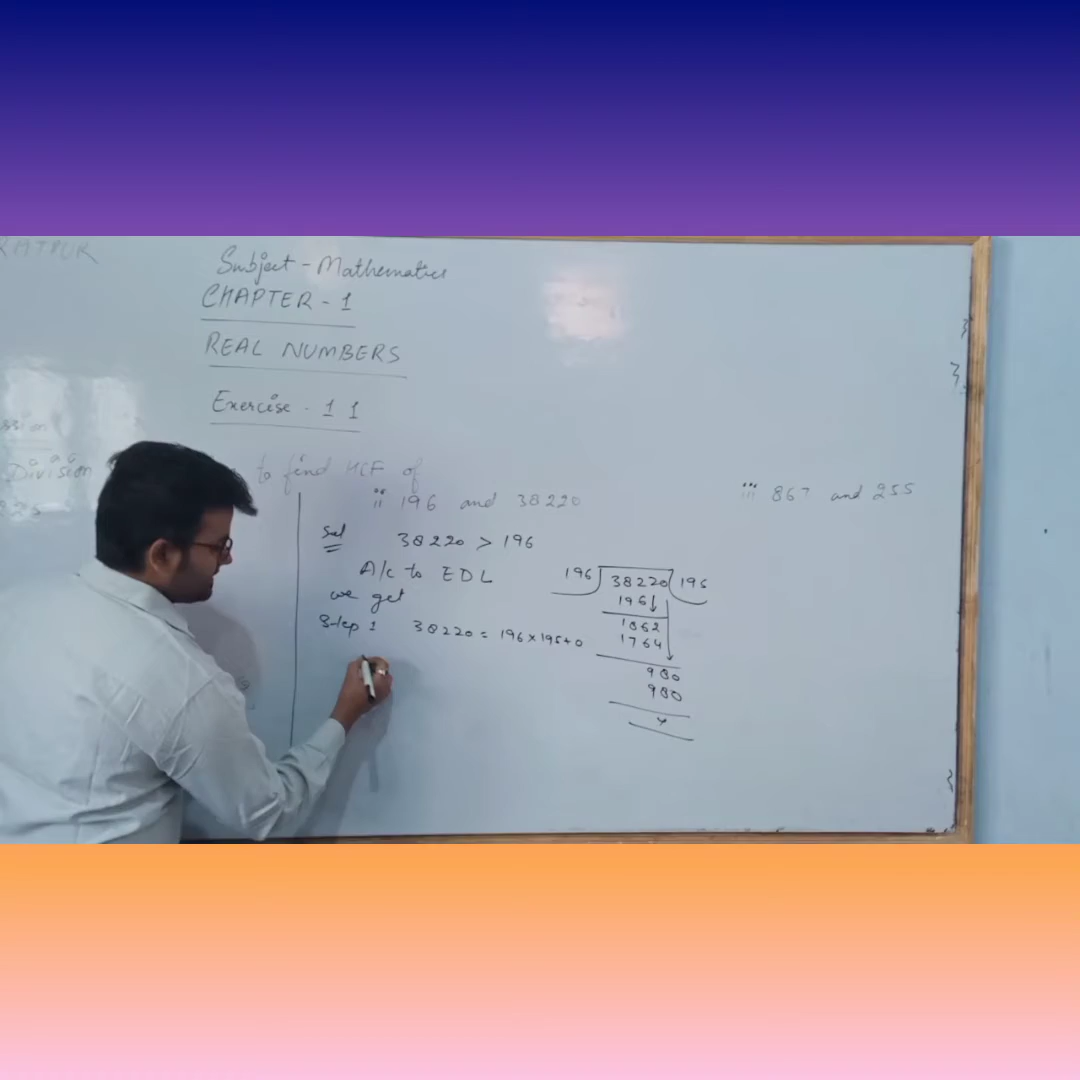 Subject - Mathematics
CHAPTER - 1
REAL NUMBERS
Exercise - 1 1
Division
to find HCF of
ii 196 and 38220
iii 867 and 255
Sol 38220 > 196
A/c to EDL
we get
Step 1 38220 = 196 × 195 + 0
196 38220 196
196
1862
1764
980
980
×